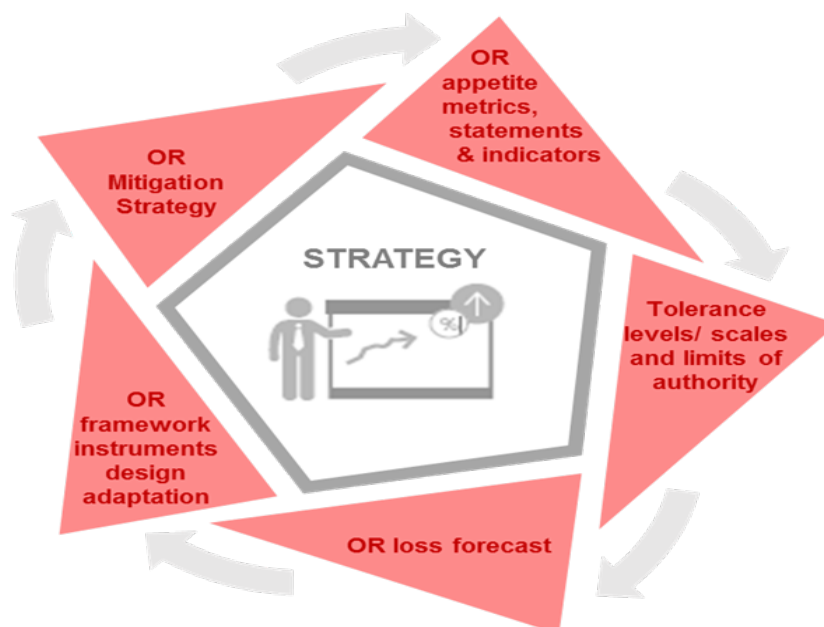 OR
appetite
metrics,
statements
& indicators
OR
Mitigation
Strategy
STRATEGY
%
Tolerance
levels/ scales
and limits of
authority
OR
framework
instruments
design
adaptation
OR loss forecast